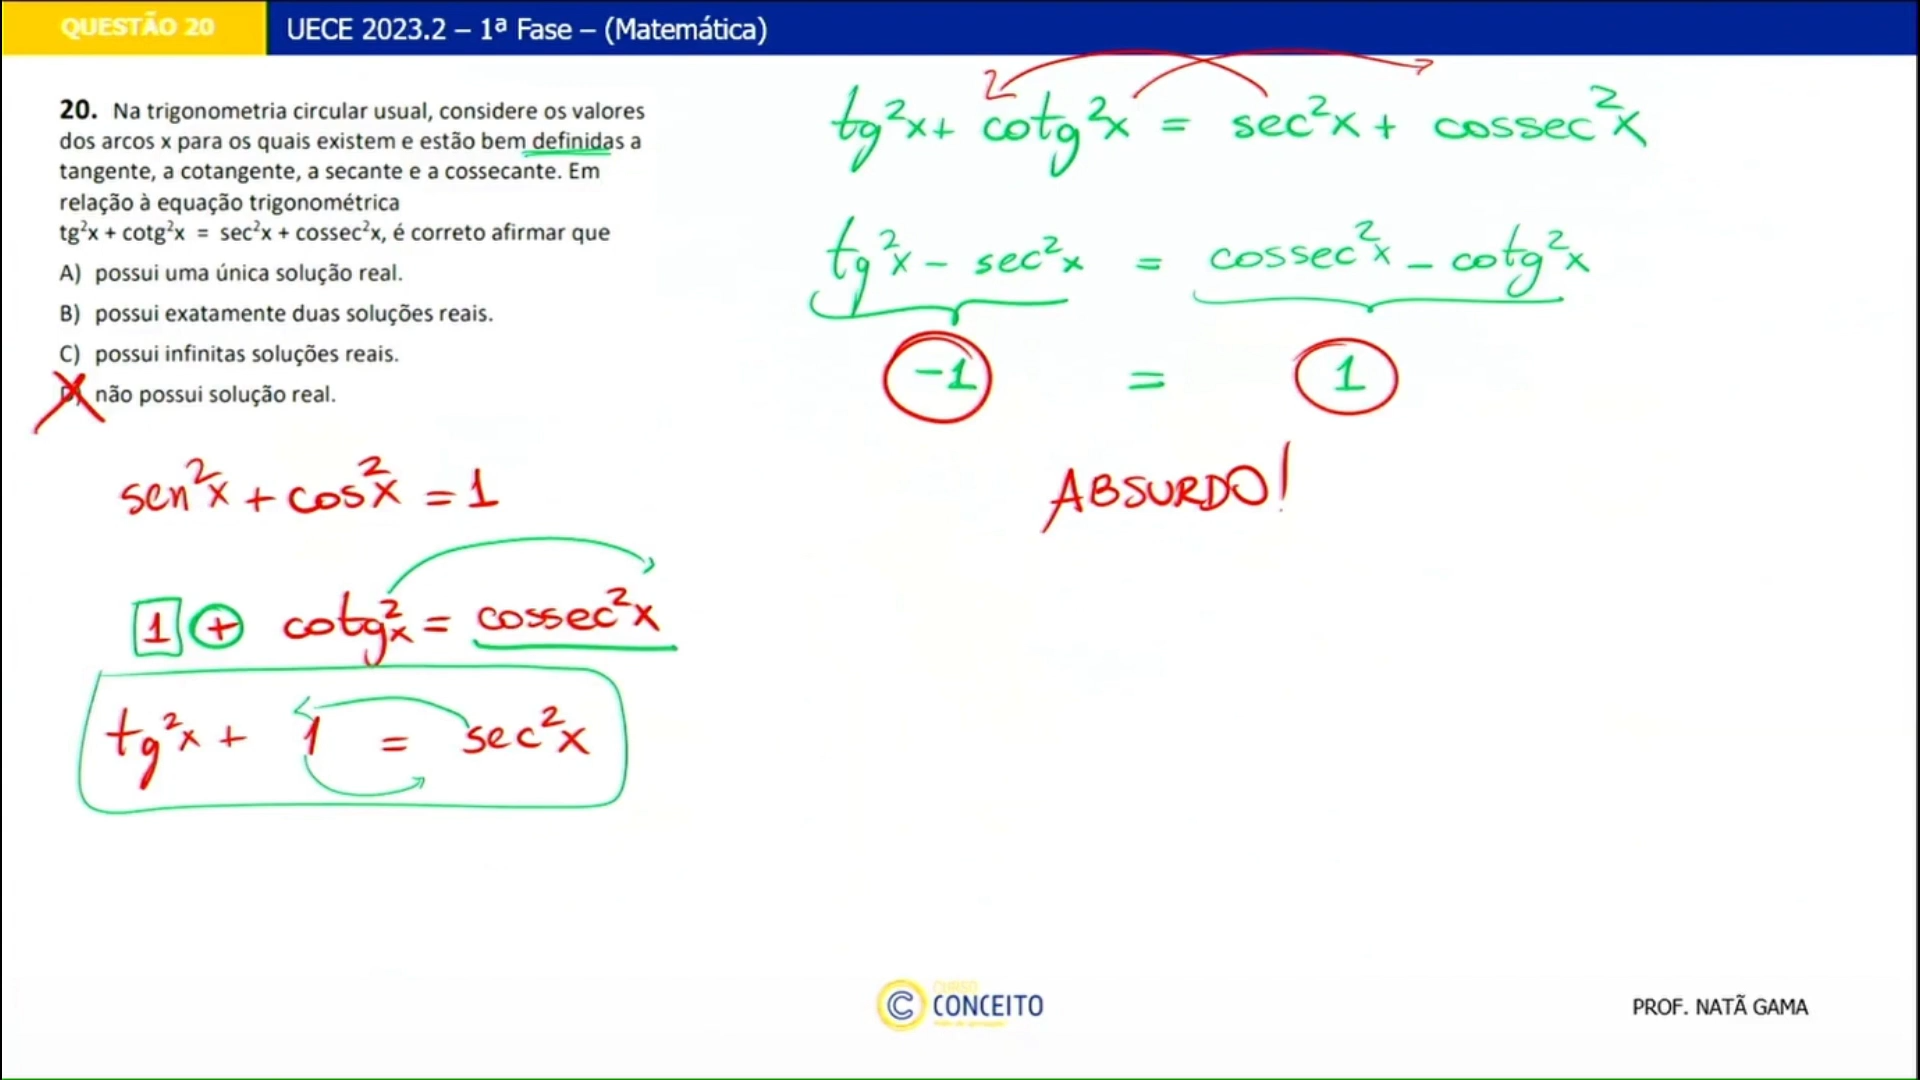 QUESTÃO 20
UECE 2023.2 – 1ª Fase – (Matemática)
20. Na trigonometria circular usual, considere os valores
dos arcos x para os quais existem e estão bem definidas a
tangente, a cotangente, a secante e a cossecante. Em
relação à equação trigonométrica
tg²x + cotg²x = sec²x + cossec²x, é correto afirmar que
A) possui uma única solução real.
B) possui exatamente duas soluções reais.
C) possui infinitas soluções reais.
D) não possui solução real.
sen²x + cos²x = 1
1 + cotg²x = cossec²x
tg²x + 1 = sec²x
tg²x + cotg²x = sec²x + cossec²x
tg²x - sec²x = cossec²x - cotg²x
-1 = 1
ABSURDO!
CURSO
CONCEITO
PROF. NATÃ GAMA